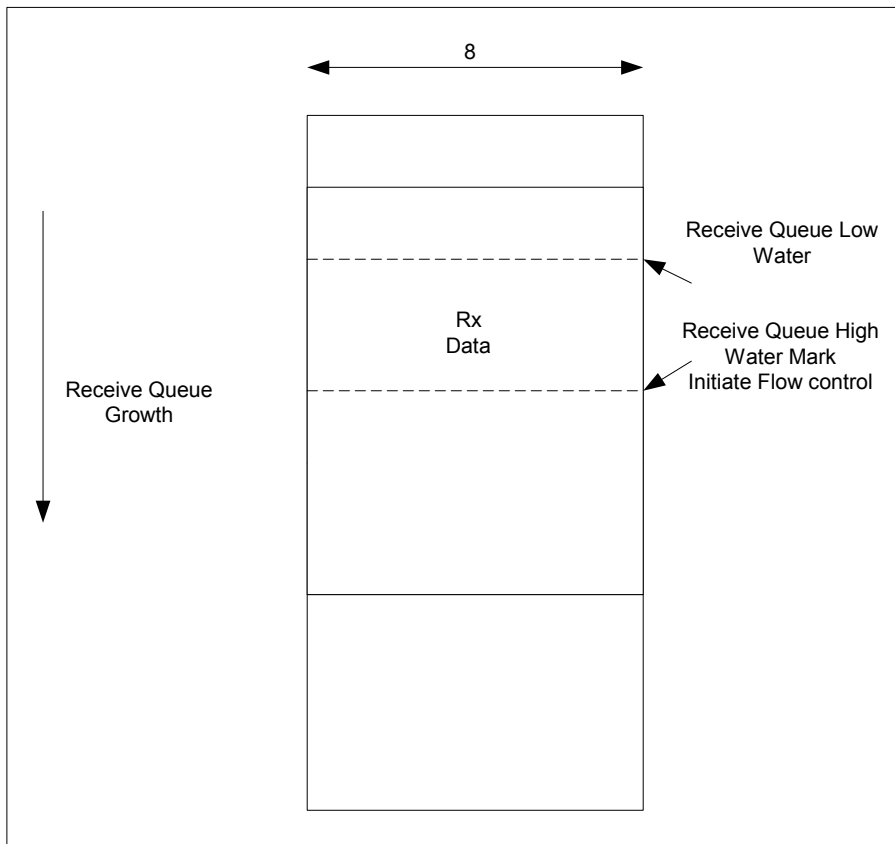 8
Receive Queue Low
Water
Rx
Data
Receive Queue High
Water Mark
Initiate Flow control
Receive Queue
Growth